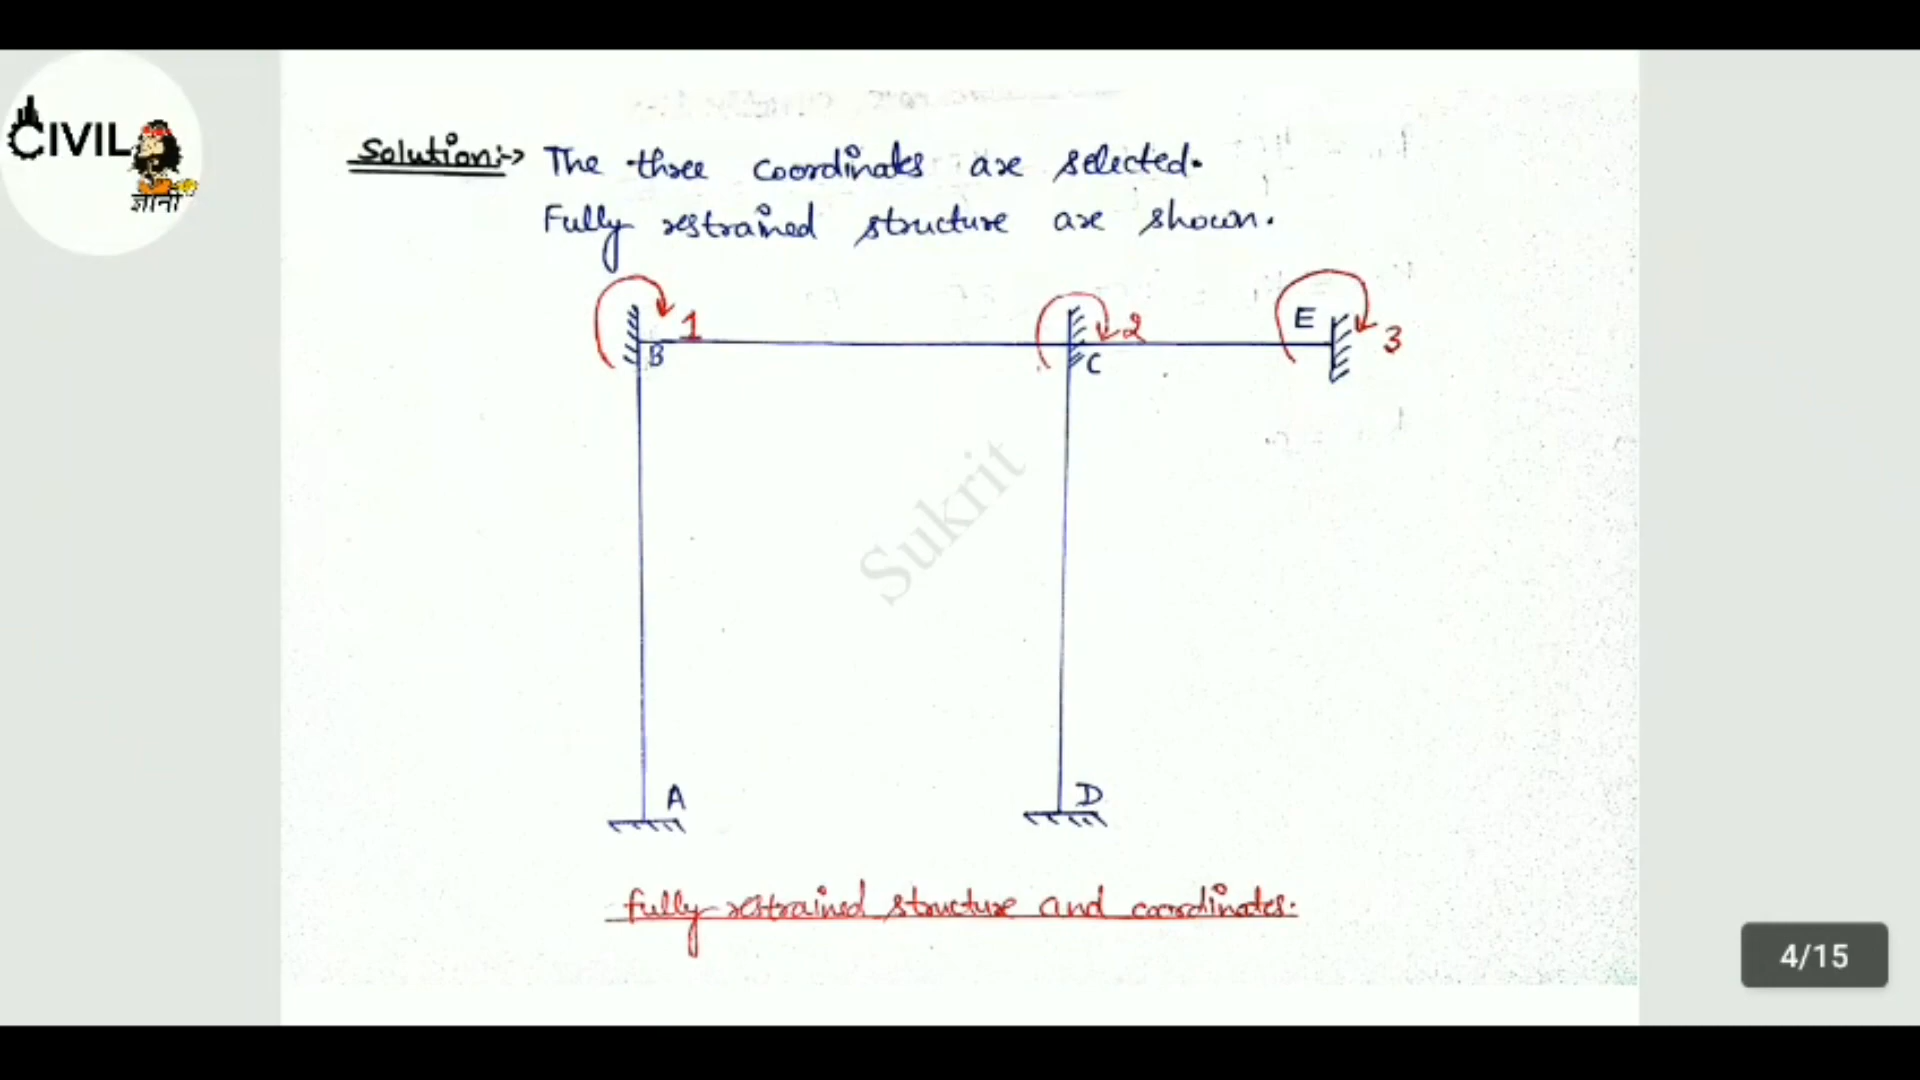 CIVIL
ज्ञानी
Solution:-> The three coordinates are selected.
Fully restrained structure are shown.
1
2
E
3
B
C
Sukrit
A
D
fully restrained structure and coordinates.
4/15